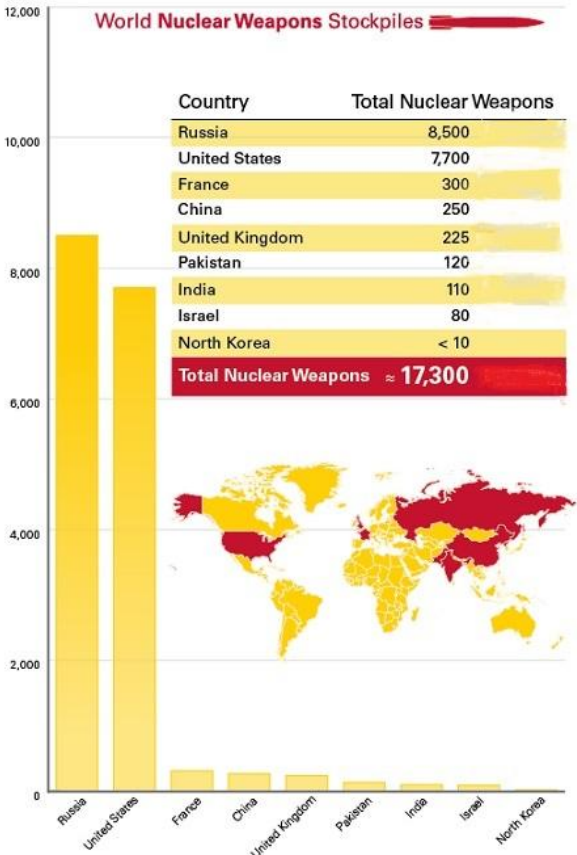 World Nuclear Weapons Stockpiles
Country Total Nuclear Weapons
Russia 8,500
United States 7,700
France 300
China 250
United Kingdom 225
Pakistan 120
India 110
Israel 80
North Korea < 10
Total Nuclear Weapons ≈ 17,300
12,000
10,000
8,000
6,000
4,000
2,000
0
Russia
United States
France
China
United Kingdom
Pakistan
India
Israel
North Korea